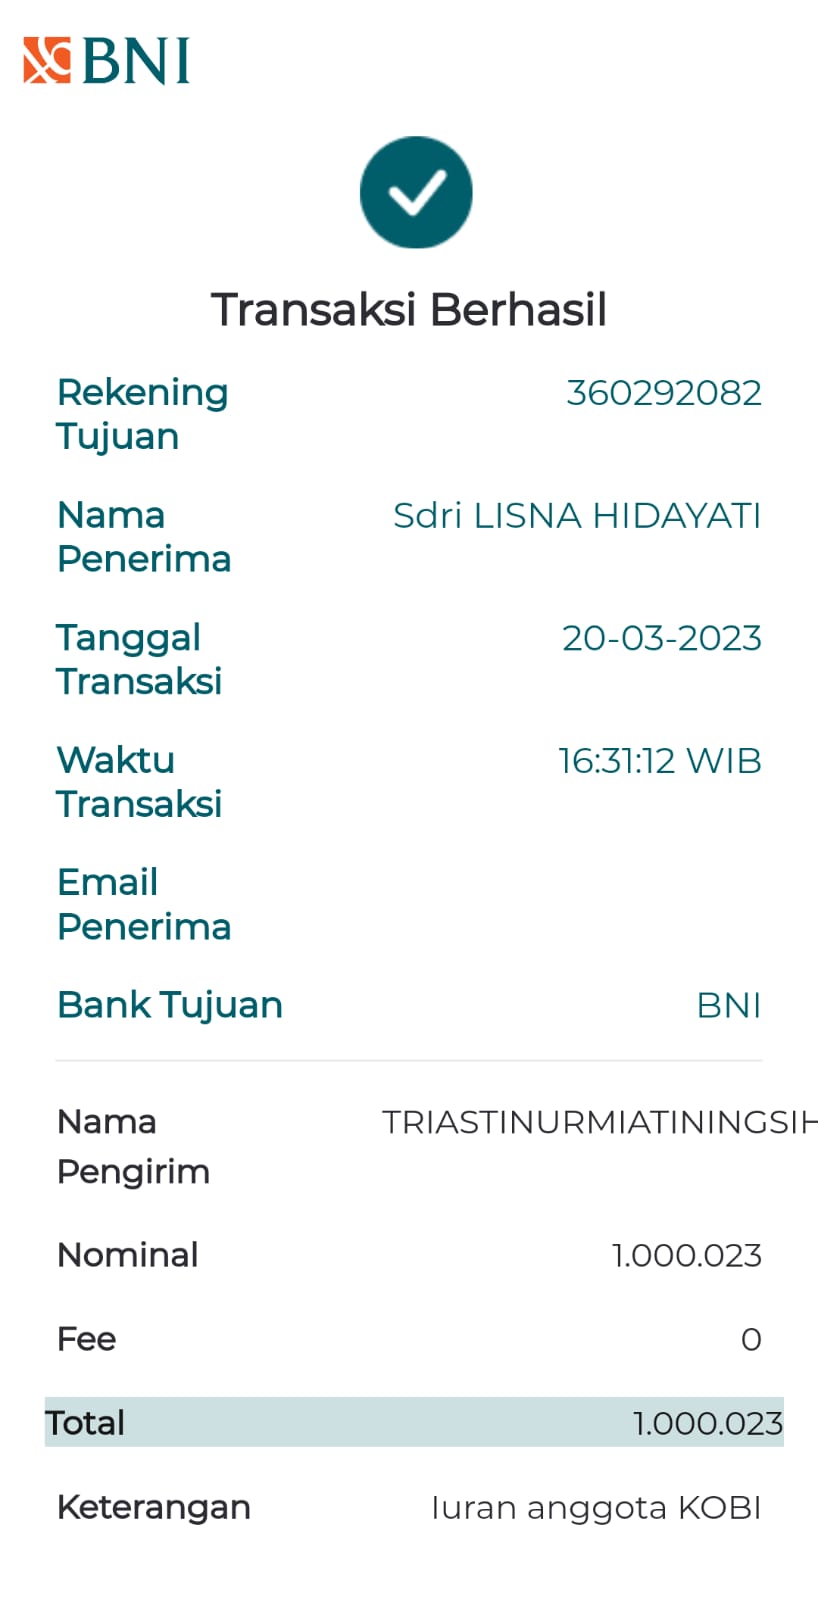 BNI
Transaksi Berhasil
Rekening 360292082
Tujuan
Nama Sdri LISNA HIDAYATI
Penerima
Tanggal 20-03-2023
Transaksi
Waktu 16:31:12 WIB
Transaksi
Email
Penerima
Bank Tujuan BNI
Nama TRIASTINURMIATININGSIH
Pengirim
Nominal 1.000.023
Fee 0
Total 1.000.023
Keterangan Iuran anggota KOBI